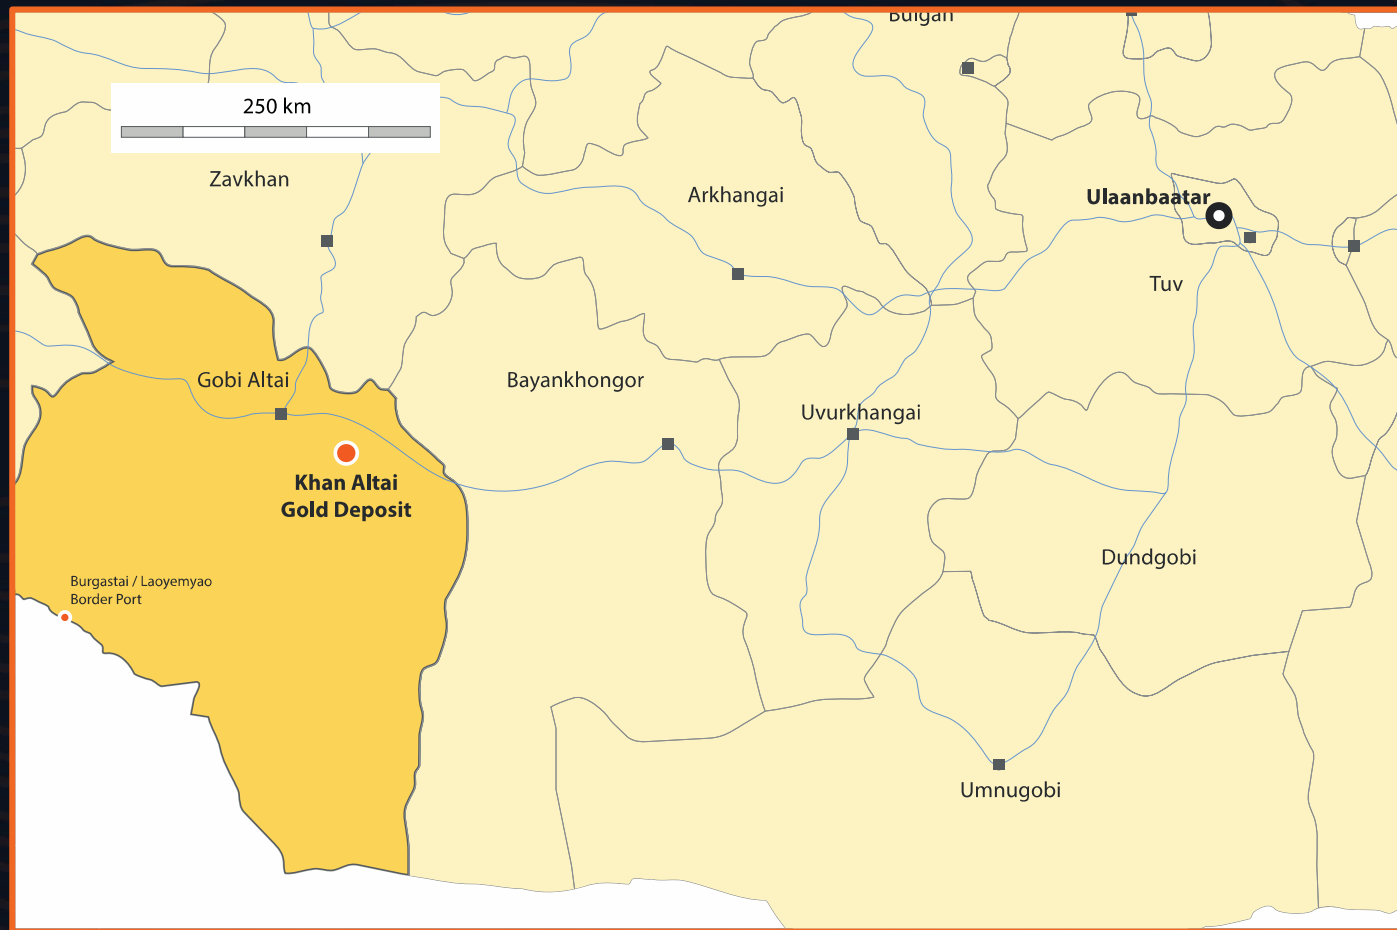 Bulgan
250 km
Zavkhan
Arkhangai
Ulaanbaatar
Tuv
Gobi Altai
Bayankhongor
Uvurkhangai
Khan Altai
Gold Deposit
Dundgobi
Burgastai / Laoyemyao
Border Port
Umnugobi